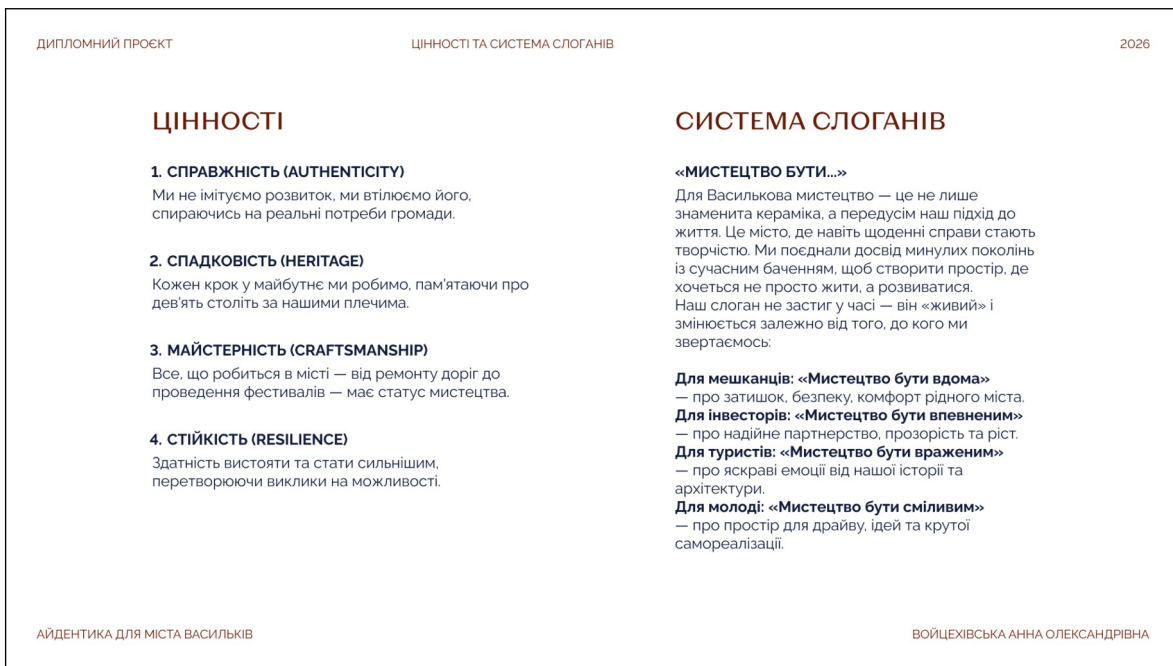 ДИПЛОМНИЙ ПРОЄКТ
ЦІННОСТІ ТА СИСТЕМА СЛОГАНІВ
2026
ЦІННОСТІ
1. СПРАВЖНІСТЬ (AUTHENTICITY)
Ми не імітуємо розвиток, ми втілюємо його,
спираючись на реальні потреби громади.
2. СПАДКОВІСТЬ (HERITAGE)
Кожен крок у майбутнє ми робимо, пам'ятаючи про
дев'ять століть за нашими плечима.
3. МАЙСТЕРНІСТЬ (CRAFTSMANSHIP)
Все, що робиться в місті — від ремонту доріг до
проведення фестивалів — має статус мистецтва.
4. СТІЙКІСТЬ (RESILIENCE)
Здатність вистояти та стати сильнішим,
перетворюючи виклики на можливості.
СИСТЕМА СЛОГАНІВ
«МИСТЕЦТВО БУТИ...»
Для Василькова мистецтво — це не лише
знаменита кераміка, а передусім наш підхід до
життя. Це місто, де навіть щоденні справи стають
творчістю. Ми поєднали досвід минулих поколінь
із сучасним баченням, щоб створити простір, де
хочеться не просто жити, а розвиватися.
Наш слоган не застиг у часі — він «живий» і
змінюється залежно від того, до кого ми
звертаємось:
Для мешканців: «Мистецтво бути вдома»
— про затишок, безпеку, комфорт рідного міста.
Для інвесторів: «Мистецтво бути впевненим»
— про надійне партнерство, прозорість та ріст.
Для туристів: «Мистецтво бути враженим»
— про яскраві емоції від нашої історії та
архітектури.
Для молоді: «Мистецтво бути сміливим»
— про простір для драйву, ідей та крутої
самореалізації.
АЙДЕНТИКА ДЛЯ МІСТА ВАСИЛЬКІВ
ВОЙЦЕХІВСЬКА АННА ОЛЕКСАНДРІВНА